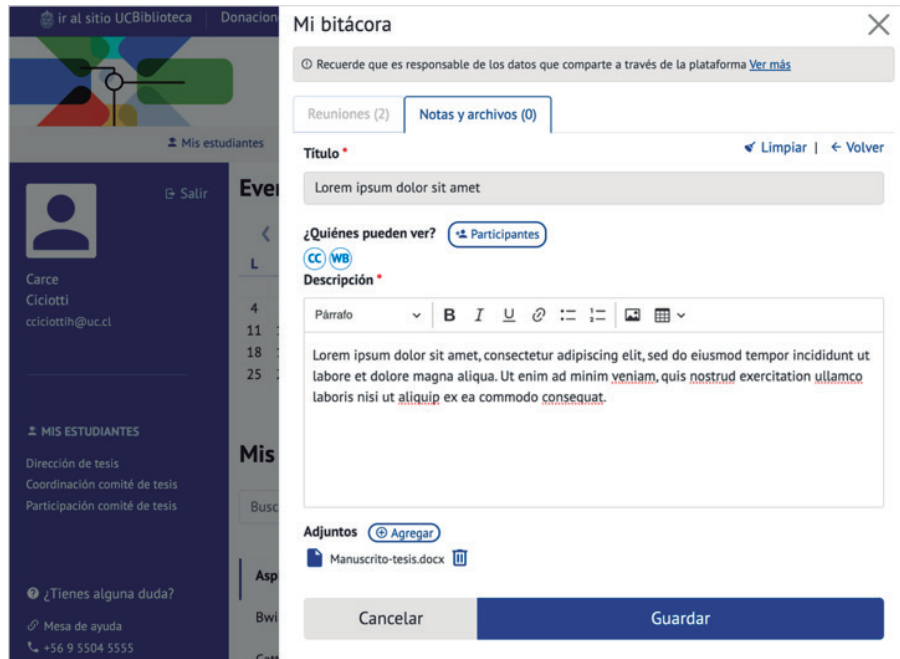 ir al sitio UC
Biblioteca
Donacion
Mis estudiantes
Salir
Carce
Ciciotti
cciciottih@uc.cl
MIS ESTUDIANTES
Dirección de tesis
Coordinación comité de tesis
Participación comité de tesis
¿Tienes alguna duda?
Mesa de ayuda
+56 9 5504 5555
Even
L
4
11
18
25
Mis
Busc
Asp
Bwi
Mi bitácora
Recuerde que es responsable de los datos que comparte a través de la plataforma Ver más
Reuniones (2)
Notas y archivos (0)
Limpiar | Volver
Título *
Lorem ipsum dolor sit amet
¿Quiénes pueden ver? Participantes
CC WB
Descripción *
Párrafo B I U
Lorem ipsum dolor sit amet, consectetur adipiscing elit, sed do eiusmod tempor incididunt ut
labore et dolore magna aliqua. Ut enim ad minim veniam, quis nostrud exercitation ullamco
laboris nisi ut aliquip ex ea commodo consequat.
Adjuntos Agregar
Manuscrito-tesis.docx
Cancelar
Guardar